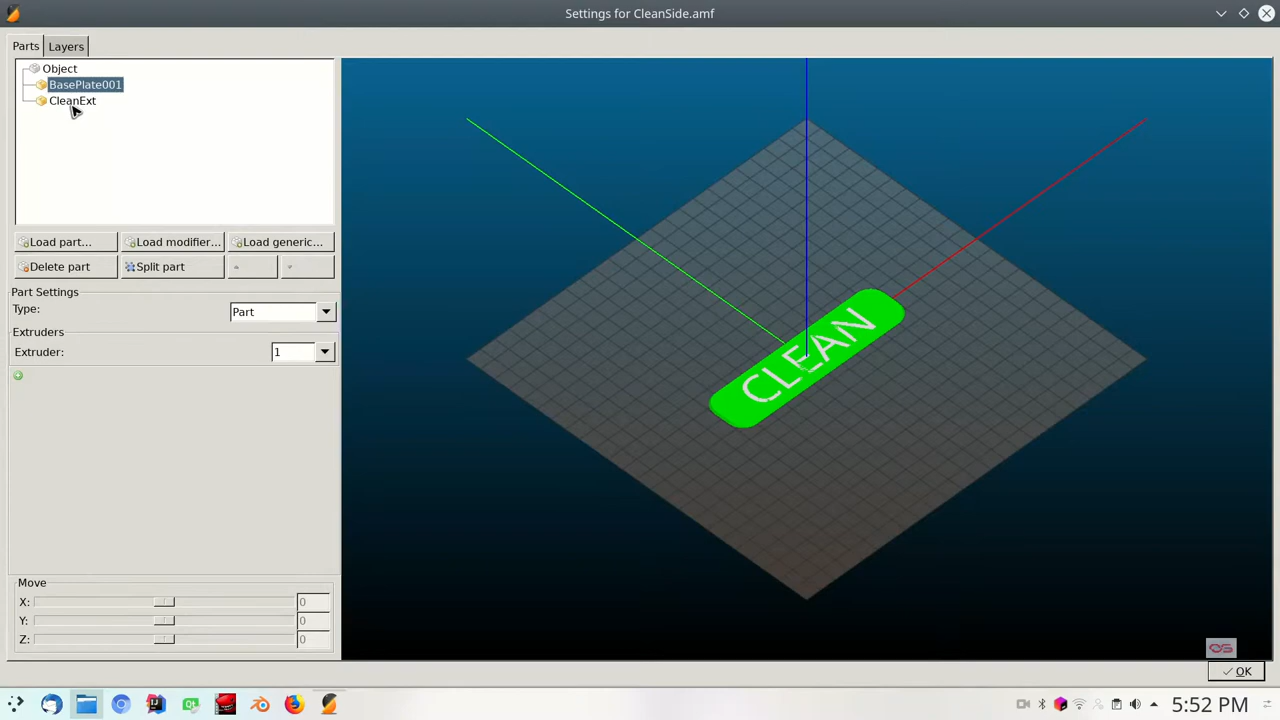 Settings for CleanSide.amf
Parts
Layers
Object
BasePlate001
CleanExt
Load part...
Load modifier...
Load generic...
Delete part
Split part
Part Settings
Type:
Part
Extruders
Extruder:
1
CLEAN
Move
X:
0
Y:
0
Z:
0
OK
5:52 PM